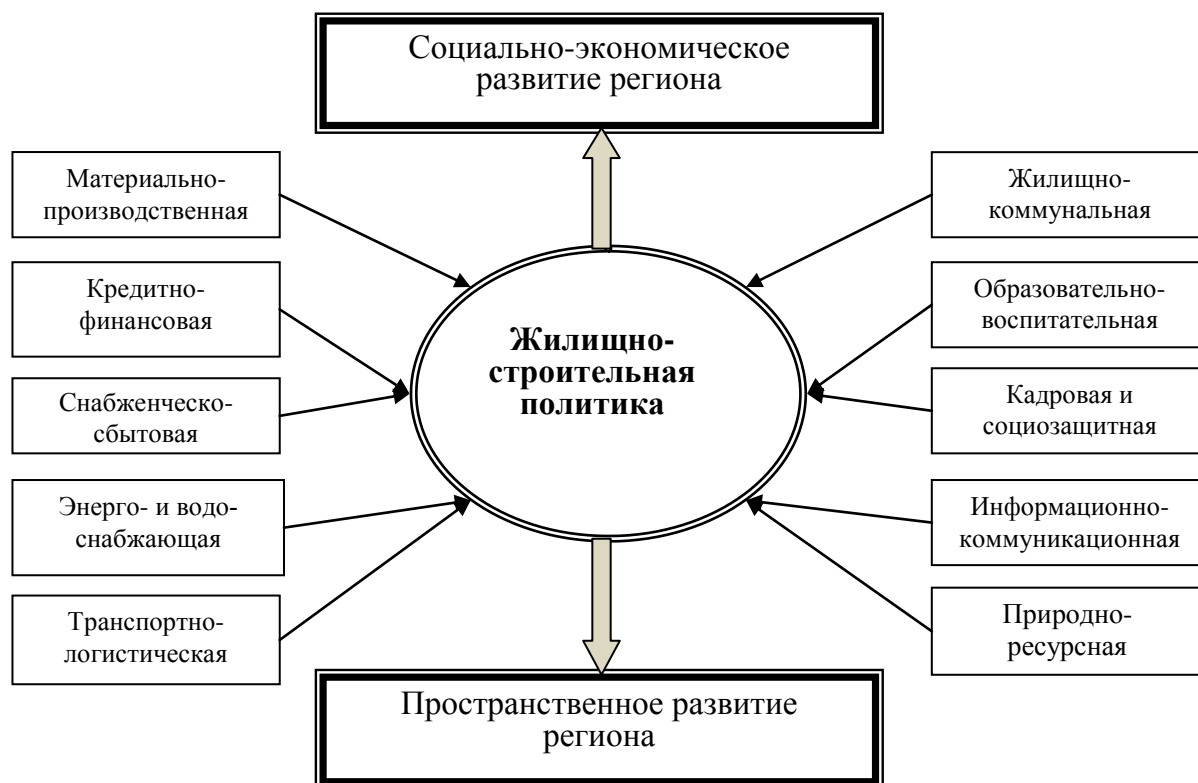 Социально-экономическое
развитие региона
Материально-
производственная
Кредитно-
финансовая
Снабженческо-
сбытовая
Энерго- и водо-
снабжающая
Транспортно-
логистическая
Жилищно-
строительная
политика
Жилищно-
коммунальная
Образовательно-
воспитательная
Кадровая и
социозащитная
Информационно-
коммуникационная
Природно-
ресурсная
Пространственное развитие
региона